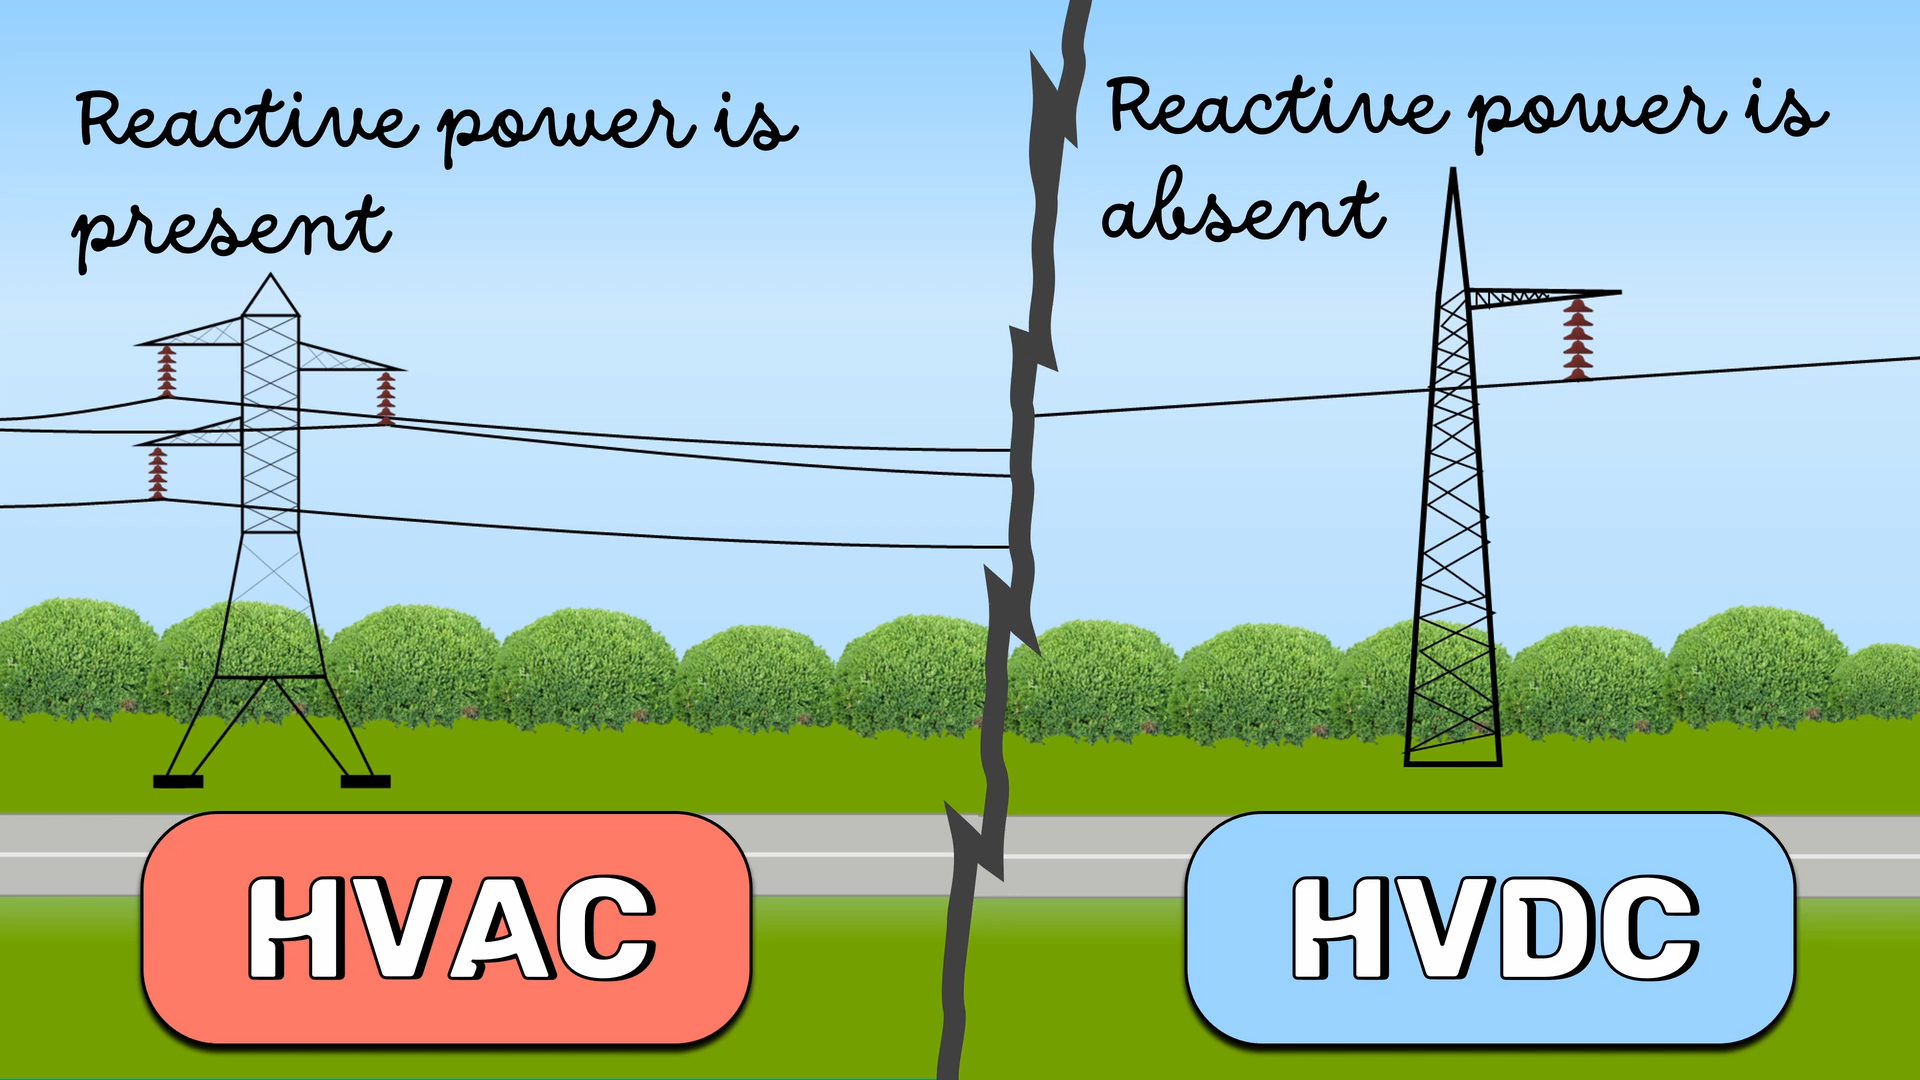 Reactive power is
present
Reactive power is
absent
HVAC
HVDC